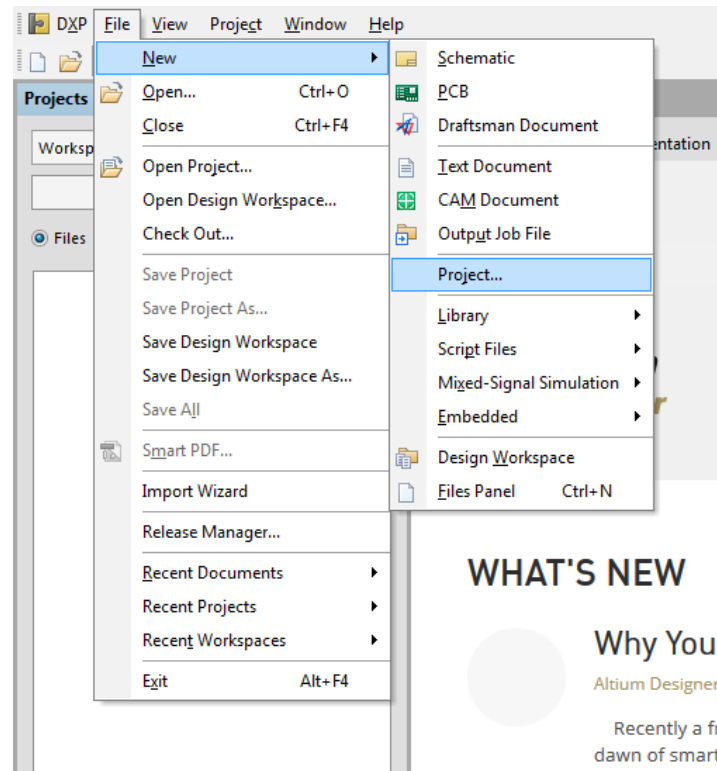 DXP File View Project Window Help
New
Open... Ctrl+O
Close Ctrl+F4
Open Project...
Open Design Workspace...
Check Out...
Save Project
Save Project As...
Save Design Workspace
Save Design Workspace As...
Save All
Smart PDF...
Import Wizard
Release Manager...
Recent Documents
Recent Projects
Recent Workspaces
Exit Alt+F4
Schematic
PCB
Draftsman Document
Text Document
CAM Document
Output Job File
Project...
Library
Script Files
Mixed-Signal Simulation
Embedded
Design Workspace
Files Panel Ctrl+N
Projects
Worksp
Files
entation
r
WHAT'S NEW
Why You
Altium Designer
Recently a fr
dawn of smart